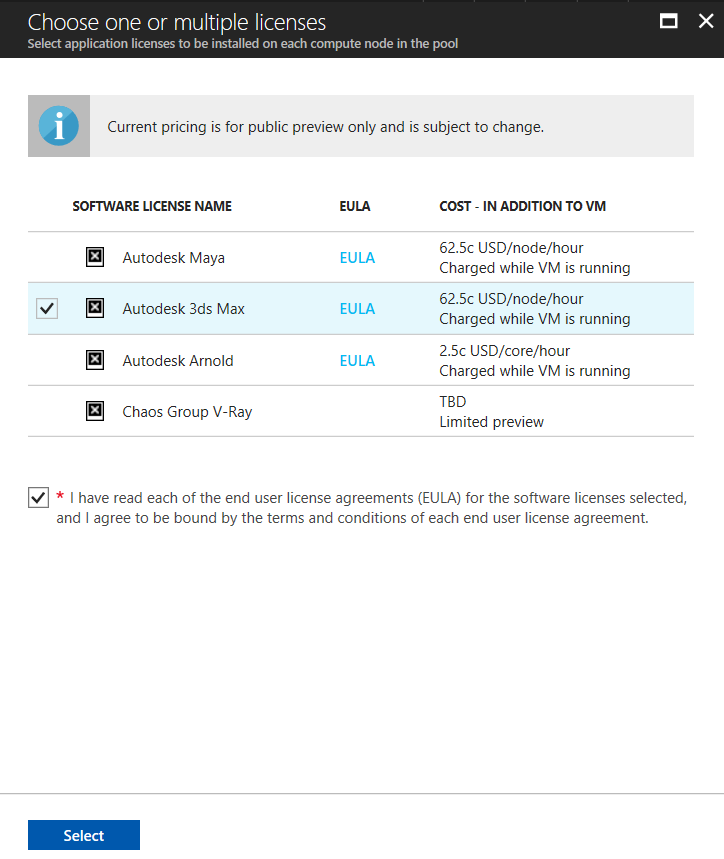 Choose one or multiple licenses
Select application licenses to be installed on each compute node in the pool
Current pricing is for public preview only and is subject to change.
SOFTWARE LICENSE NAME EULA COST - IN ADDITION TO VM
Autodesk Maya EULA 62.5c USD/node/hour
Charged while VM is running
Autodesk 3ds Max EULA 62.5c USD/node/hour
Charged while VM is running
Autodesk Arnold EULA 2.5c USD/core/hour
Charged while VM is running
Chaos Group V-Ray TBD
Limited preview
* I have read each of the end user license agreements (EULA) for the software licenses selected,
and I agree to be bound by the terms and conditions of each end user license agreement.
Select